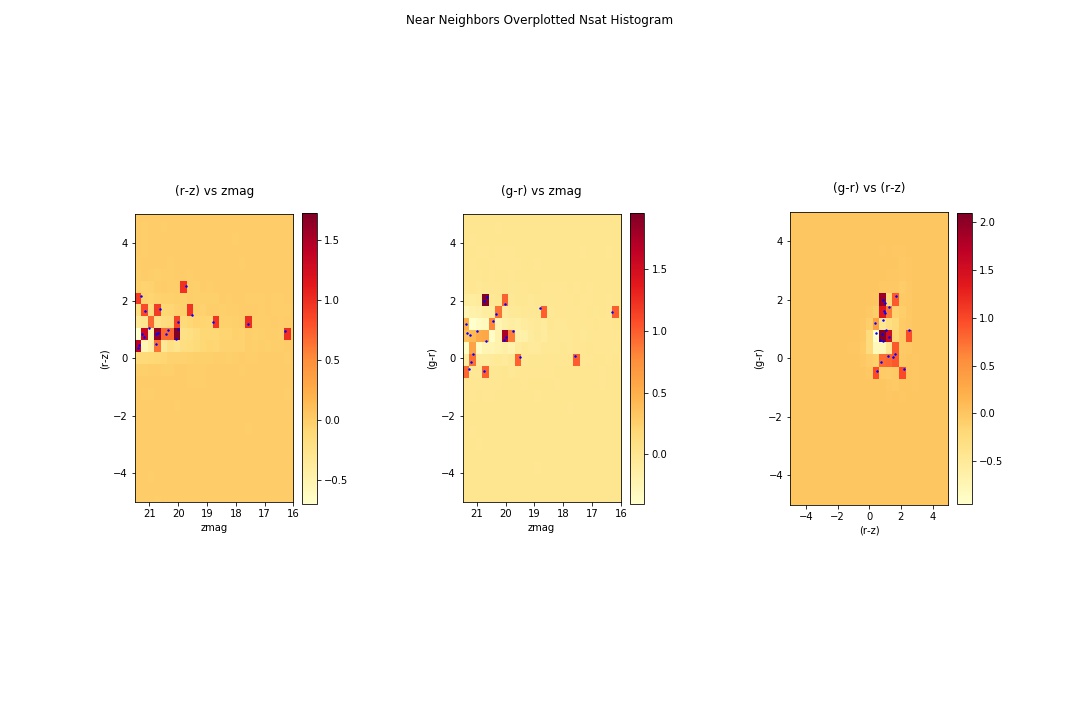 Near Neighbors Overplotted Nsat Histogram
(r-z) vs zmag
(g-r) vs zmag
(g-r) vs (r-z)
4
2
0
−2
−4
(r-z)
21 20 19 18 17 16
zmag
1.5
1.0
0.5
0.0
−0.5
4
2
0
−2
−4
(g-r)
21 20 19 18 17 16
zmag
1.5
1.0
0.5
0.0
4
2
0
−2
−4
(g-r)
−4 −2 0 2 4
(r-z)
2.0
1.5
1.0
0.5
0.0
−0.5